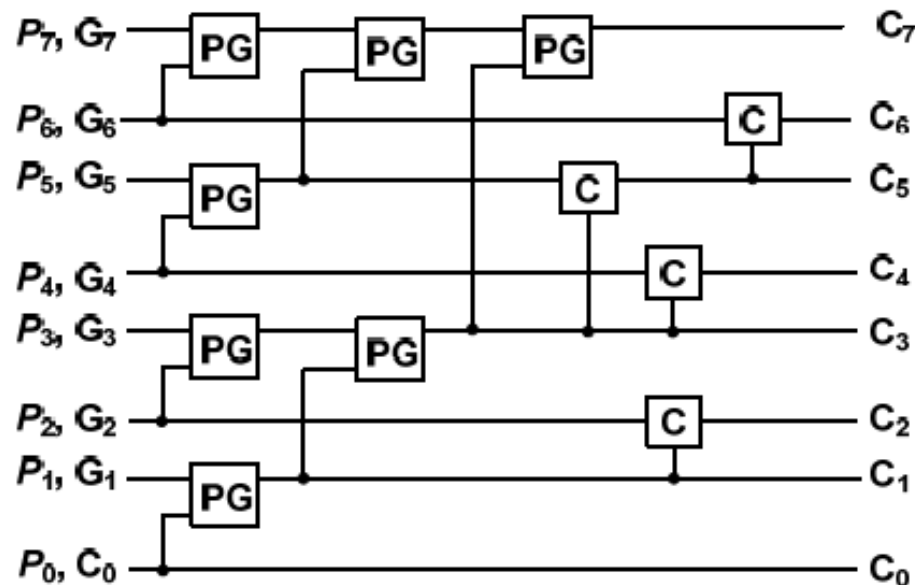 P₇, G₇ PG PG PG C₇
P₆, G₆ C C₆
P₅, G₅ PG C C₅
P₄, G₄ C C₄
P₃, G₃ PG PG C₃
P₂, G₂ C C₂
P₁, G₁ PG C₁
P₀, C₀ C₀